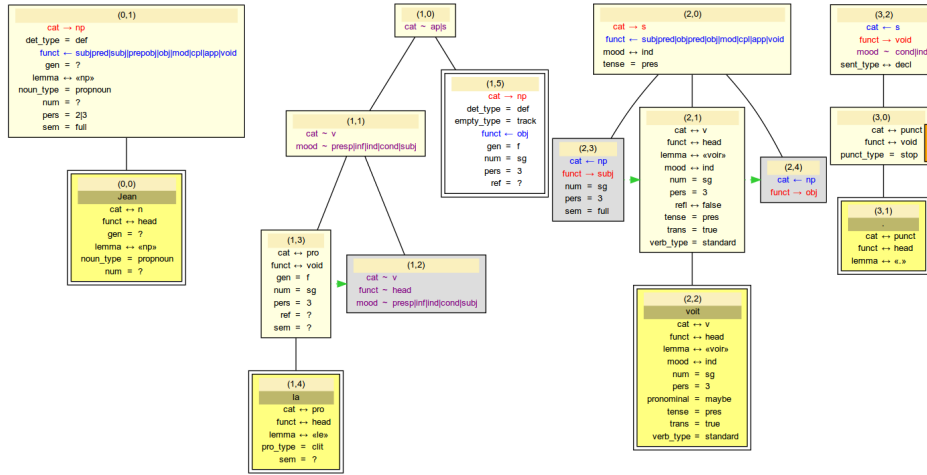 (0,1)
cat → np
det_type = def
funct ← subj|pred|subj||prepobj|obj|mod|cpl|app|void
gen = ?
lemma ↔ «np»
noun_type = propnoun
num = ?
pers = 2|3
sem = full
(0,0)
Jean
cat ↔ n
funct ↔ head
gen = ?
lemma ↔ «np»
noun_type = propnoun
num = ?
(1,0)
cat ~ ap|s
(1,5)
cat → np
det_type = def
empty_type = track
funct ← obj
gen = f
num = sg
pers = 3
ref = ?
(1,1)
cat ~ v
mood ~ presp|inf|ind|cond|subj
(1,3)
cat ↔ pro
funct ↔ void
gen = f
num = sg
pers = 3
ref = ?
sem = ?
(1,2)
cat ~ v
funct ~ head
mood ~ presp|inf|ind|cond|subj
(1,4)
la
cat ↔ pro
funct ↔ head
lemma ↔ «le»
pro_type = clit
sem = ?
(2,0)
cat → s
funct ← subj|pred|obj|pred|obj|mod|cpl|app|void
mood ↔ ind
tense = pres
(2,3)
cat ← np
funct → subj
num = sg
pers = 3
sem = full
(2,1)
cat ↔ v
funct ↔ head
lemma ↔ «voir»
mood ↔ ind
num = sg
pers = 3
refl ↔ false
tense = pres
trans = true
verb_type = standard
(2,4)
cat ← np
funct → obj
(2,2)
voit
cat ↔ v
funct ↔ head
lemma ↔ «voir»
mood ↔ ind
num = sg
pers = 3
pronominal = maybe
tense = pres
trans = true
verb_type = standard
(3,2)
cat ← s
funct → void
mood ~ cond|ind
sent_type ↔ decl
(3,0)
cat ↔ punct
funct ↔ void
punct_type = stop
(3,1)
.
cat ↔ punct
funct ↔ head
lemma ↔ «.»